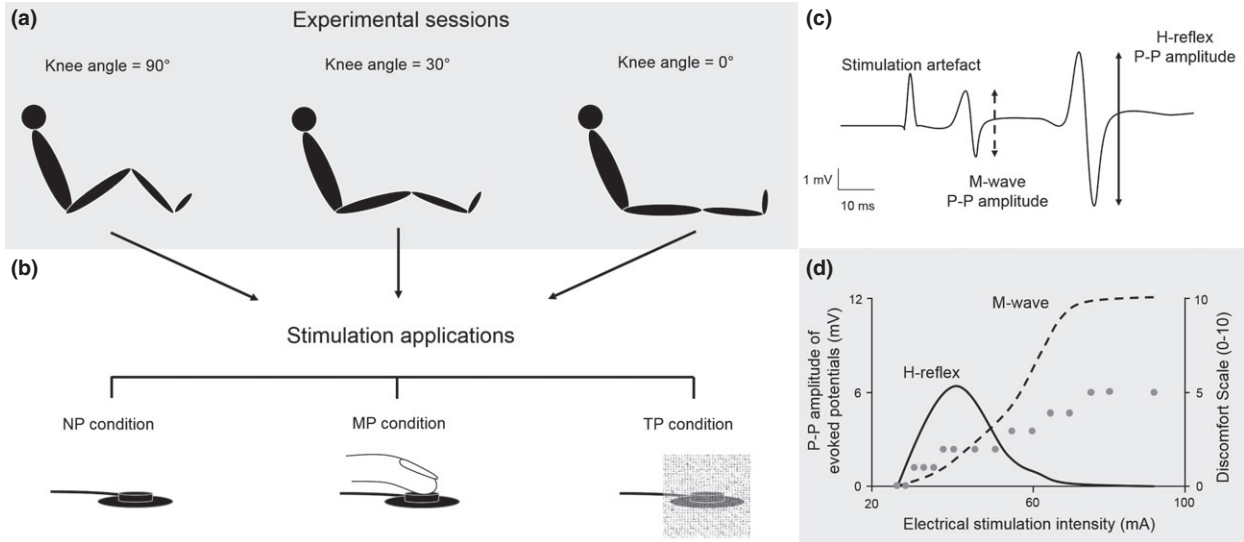 (a)
Experimental sessions
Knee angle = 90°
Knee angle = 30°
Knee angle = 0°
(b)
Stimulation applications
NP condition
MP condition
TP condition
(c)
H-reflex
P-P amplitude
Stimulation artefact
M-wave
P-P amplitude
1 mV
10 ms
(d)
12
6
0
P-P amplitude of
evoked potentials (mV)
M-wave
H-reflex
10
5
0
Discomfort Scale (0-10)
20
60
100
Electrical stimulation intensity (mA)